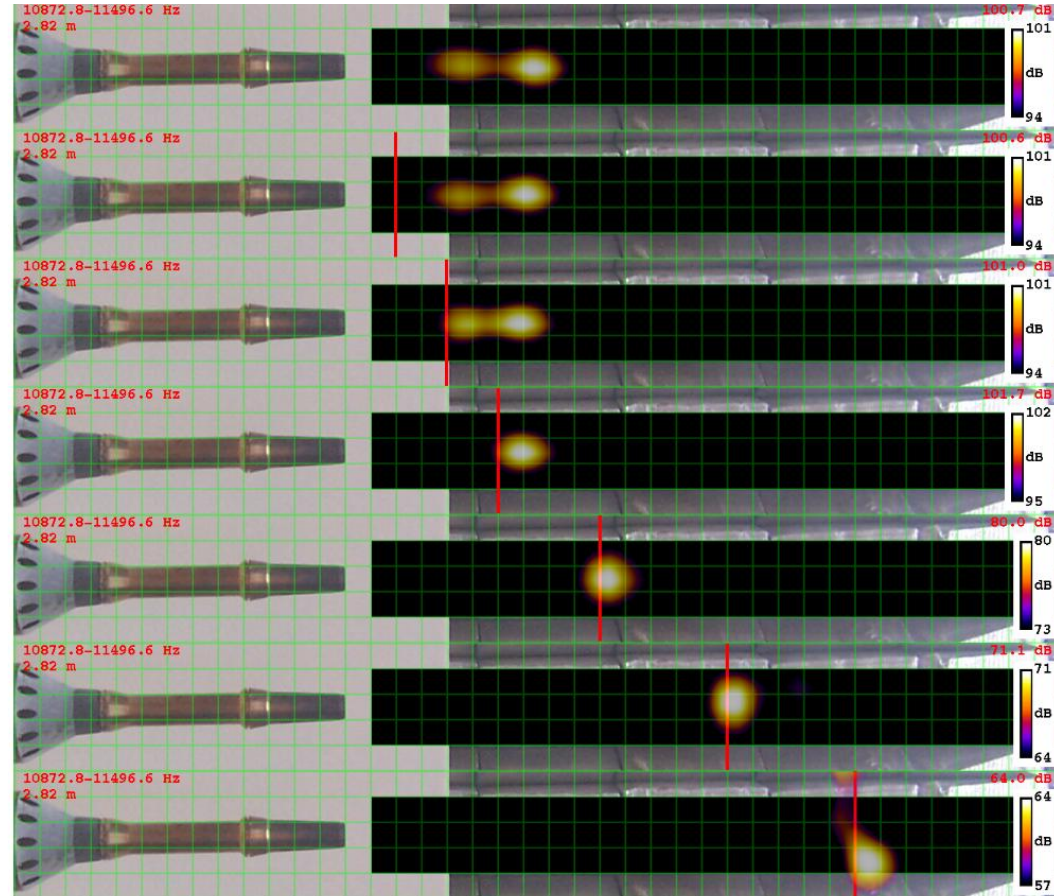 10872.8-11496.6 Hz 100.7 dB
2.82 m
101
dB
94
10872.8-11496.6 Hz 100.6 dB
2.82 m
101
dB
94
10872.8-11496.6 Hz 101.0 dB
2.82 m
101
dB
94
10872.8-11496.6 Hz 101.7 dB
2.82 m
102
dB
95
10872.8-11496.6 Hz 80.0 dB
2.82 m
80
dB
73
10872.8-11496.6 Hz 71.1 dB
2.82 m
71
dB
64
10872.8-11496.6 Hz 64.0 dB
2.82 m
64
dB
57